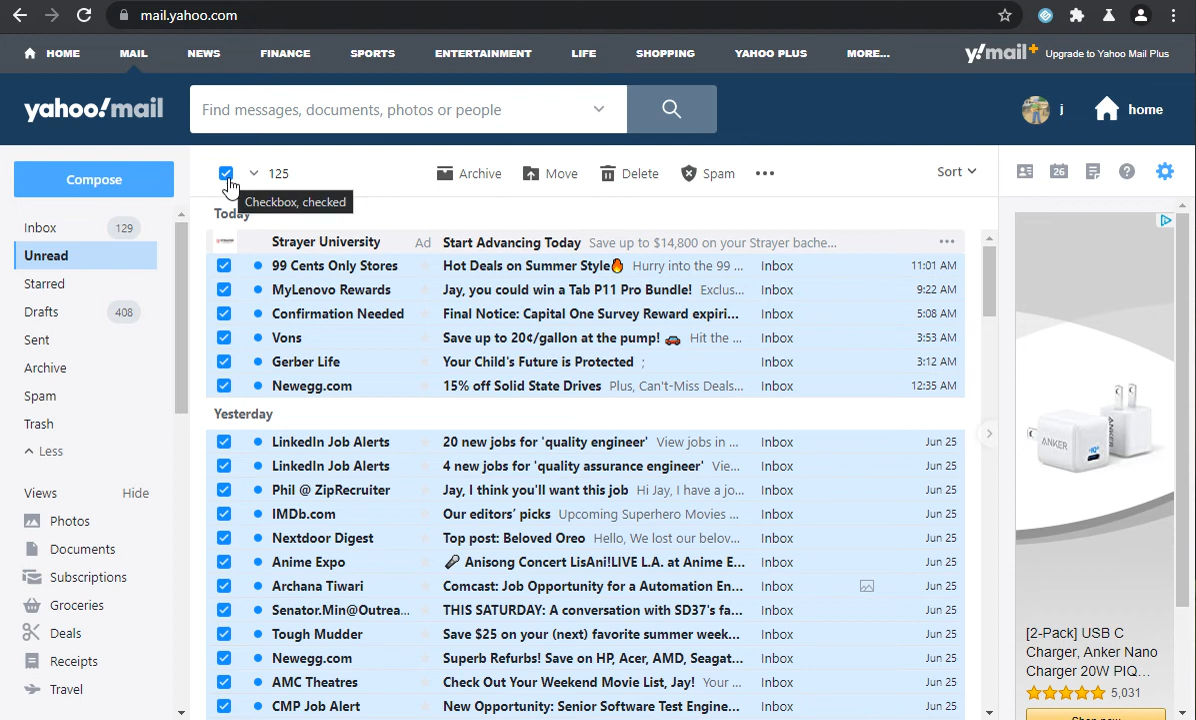 mail.yahoo.com
HOME MAIL NEWS FINANCE SPORTS ENTERTAINMENT LIFE SHOPPING YAHOO PLUS MORE... y!mail+ Upgrade to Yahoo Mail Plus
yahoo!mail Find messages, documents, photos or people j home
Compose
125 Archive Move Delete Spam ••• Sort
26
Checkbox, checked
Inbox 129
Unread
Starred
Drafts 408
Sent
Archive
Spam
Trash
Less
Views Hide
Photos
Documents
Subscriptions
Groceries
Deals
Receipts
Travel
Today
Strayer University Ad Start Advancing Today Save up to $14,800 on your Strayer bache...
99 Cents Only Stores Hot Deals on Summer Style🔥 Hurry into the 99 ... Inbox 11:01 AM
MyLenovo Rewards Jay, you could win a Tab P11 Pro Bundle! Exclus... Inbox 9:22 AM
Confirmation Needed Final Notice: Capital One Survey Reward expiri... Inbox 5:08 AM
Vons Save up to 20¢/gallon at the pump! 🚗 Hit the ... Inbox 3:53 AM
Gerber Life Your Child's Future is Protected ; Inbox 3:12 AM
Newegg.com 15% off Solid State Drives Plus, Can't-Miss Deals... Inbox 12:35 AM
Yesterday
LinkedIn Job Alerts 20 new jobs for 'quality engineer' View jobs in ... Inbox Jun 25
LinkedIn Job Alerts 4 new jobs for 'quality assurance engineer' Vie... Inbox Jun 25
Phil @ ZipRecruiter Jay, I think you'll want this job Hi Jay, I have a jo... Inbox Jun 25
IMDb.com Our editors’ picks Upcoming Superhero Movies ... Inbox Jun 25
Nextdoor Digest Top post: Beloved Oreo Hello, We lost our belov... Inbox Jun 25
Anime Expo 🎤 Anisong Concert LisAni!LIVE L.A. at Anime E... Inbox Jun 25
Archana Tiwari Comcast: Job Opportunity for a Automation En... Inbox Jun 25
Senator.Min@Outrea... THIS SATURDAY: A conversation with SD37's fa... Inbox Jun 25
Tough Mudder Save $25 on your (next) favorite summer week... Inbox Jun 25
Newegg.com Superb Refurbs! Save on HP, Acer, AMD, Seagat... Inbox Jun 25
AMC Theatres Check Out Your Weekend Movie List, Jay! Your ... Inbox Jun 25
CMP Job Alert New Opportunity: Senior Software Test Engine... Inbox Jun 25
ANKER
[2-Pack] USB C
Charger, Anker Nano
Charger 20W PIQ...
5,031
Shop now